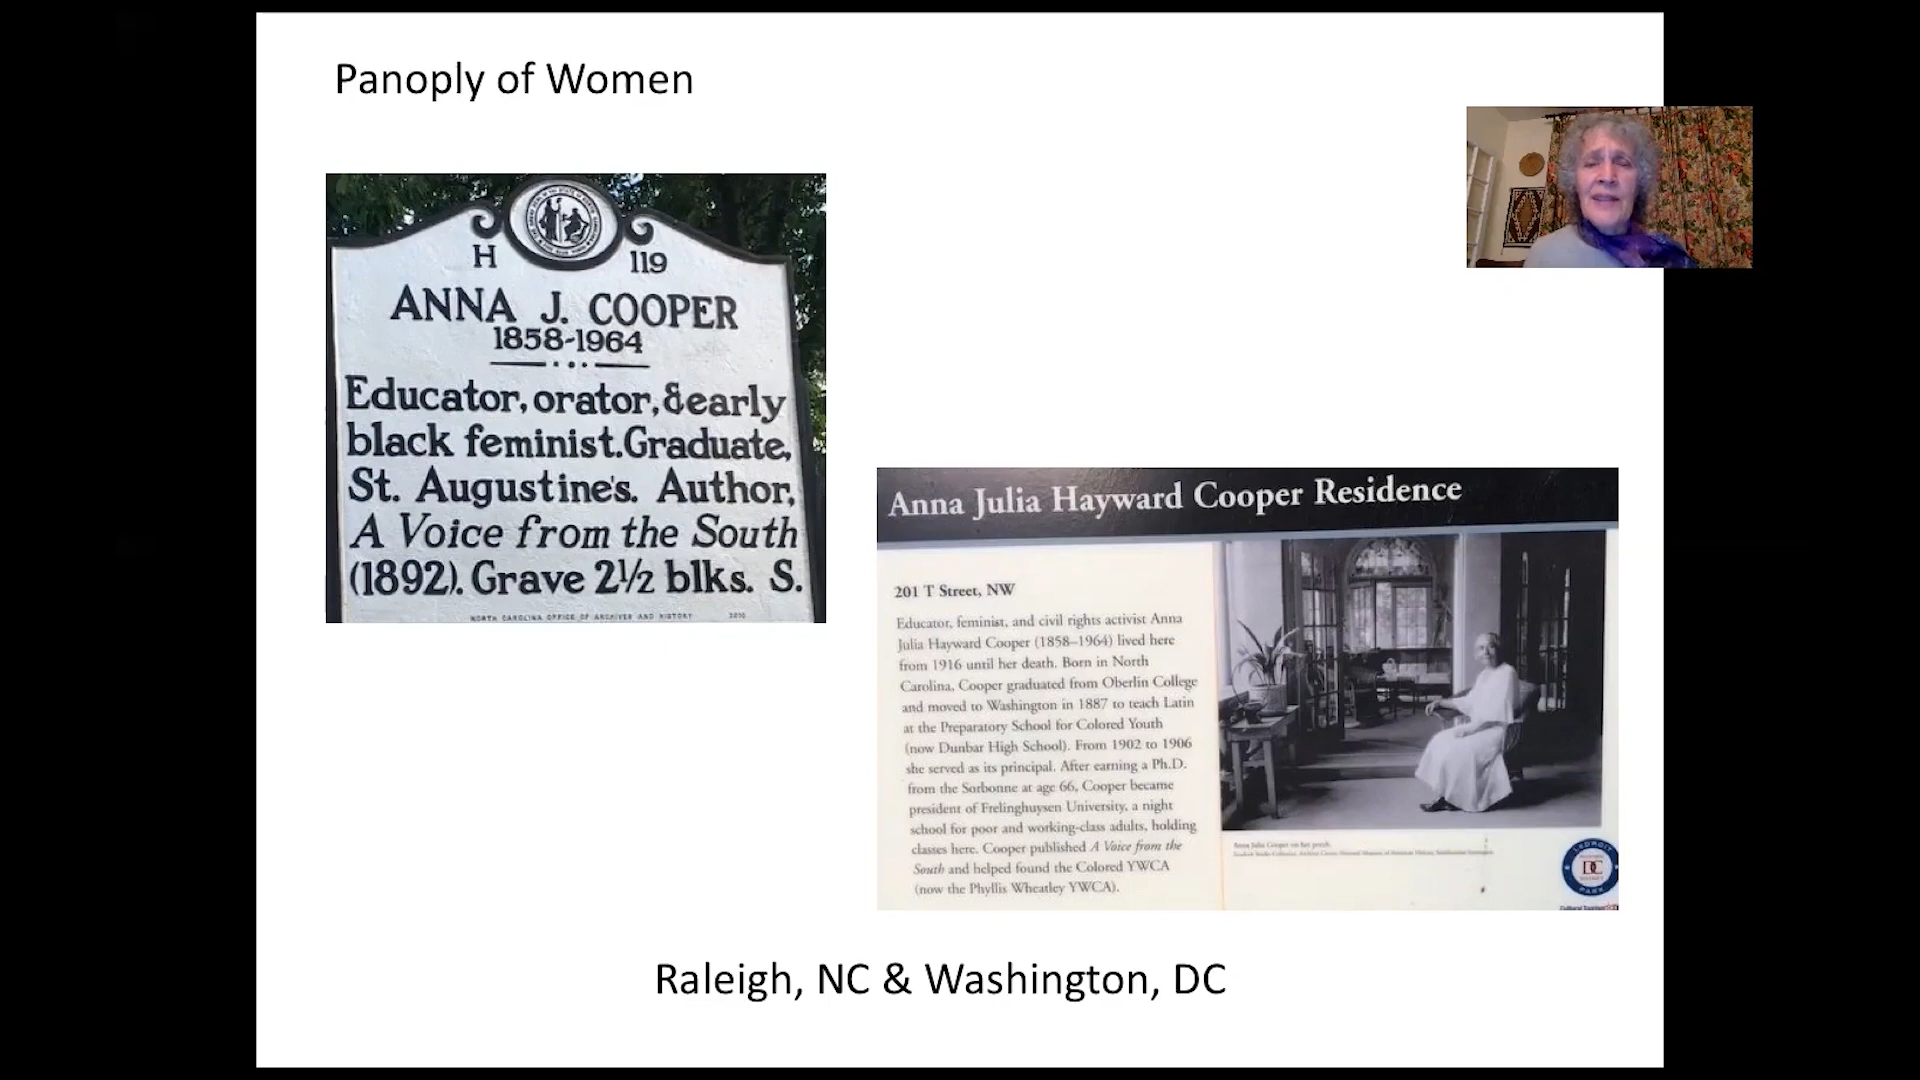 Panoply of Women
H 119
ANNA J. COOPER
1858-1964
Educator, orator, & early
black feminist. Graduate,
St. Augustine's. Author,
A Voice from the South
(1892). Grave 2½ blks. S.
NORTH CAROLINA OFFICE OF ARCHIVES AND HISTORY 2010
Anna Julia Hayward Cooper Residence
201 T Street, NW
Educator, feminist, and civil rights activist Anna
Julia Hayward Cooper (1858–1964) lived here
from 1916 until her death. Born in North
Carolina, Cooper graduated from Oberlin College
and moved to Washington in 1887 to teach Latin
at the Preparatory School for Colored Youth
(now Dunbar High School). From 1902 to 1906
she served as its principal. After earning a Ph.D.
from the Sorbonne at age 66, Cooper became
president of Frelinghuysen University, a night
school for poor and working-class adults, holding
classes here. Cooper published A Voice from the
South and helped found the Colored YWCA
(now the Phyllis Wheatley YWCA).
Anna Julia Cooper on her porch.
LEDROIT
DC
PARK
Raleigh, NC & Washington, DC